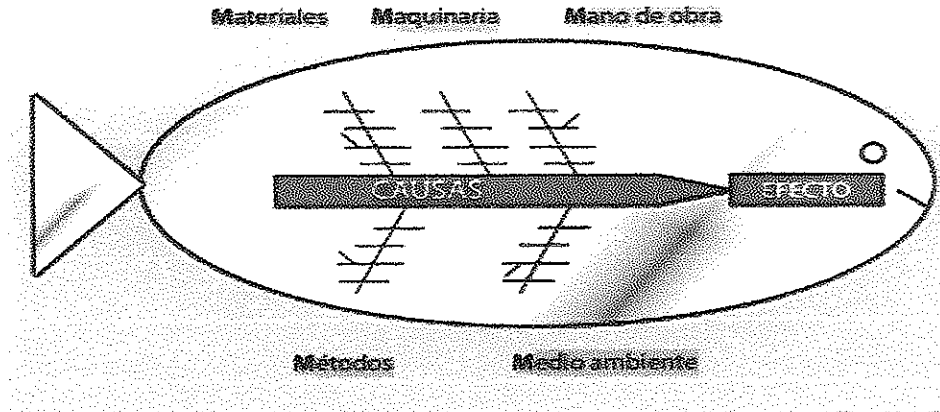 Materiales Maquinaria Mano de obra
CAUSAS EFECTO
Métodos Medio ambiente